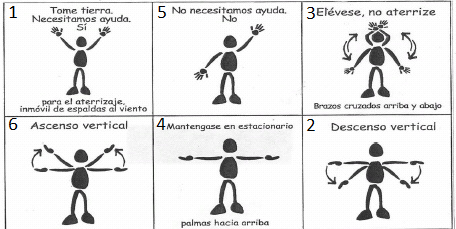 1
Tome tierra.
Necesitamos ayuda.
Sí
para el aterrizaje,
inmóvil de espaldas al viento
5
No necesitamos ayuda.
No
3
Elévese, no aterrize
Brazos cruzados arriba y abajo
6
Ascenso vertical
4
Mantengase en estacionario
palmas hacia arriba
2
Descenso vertical